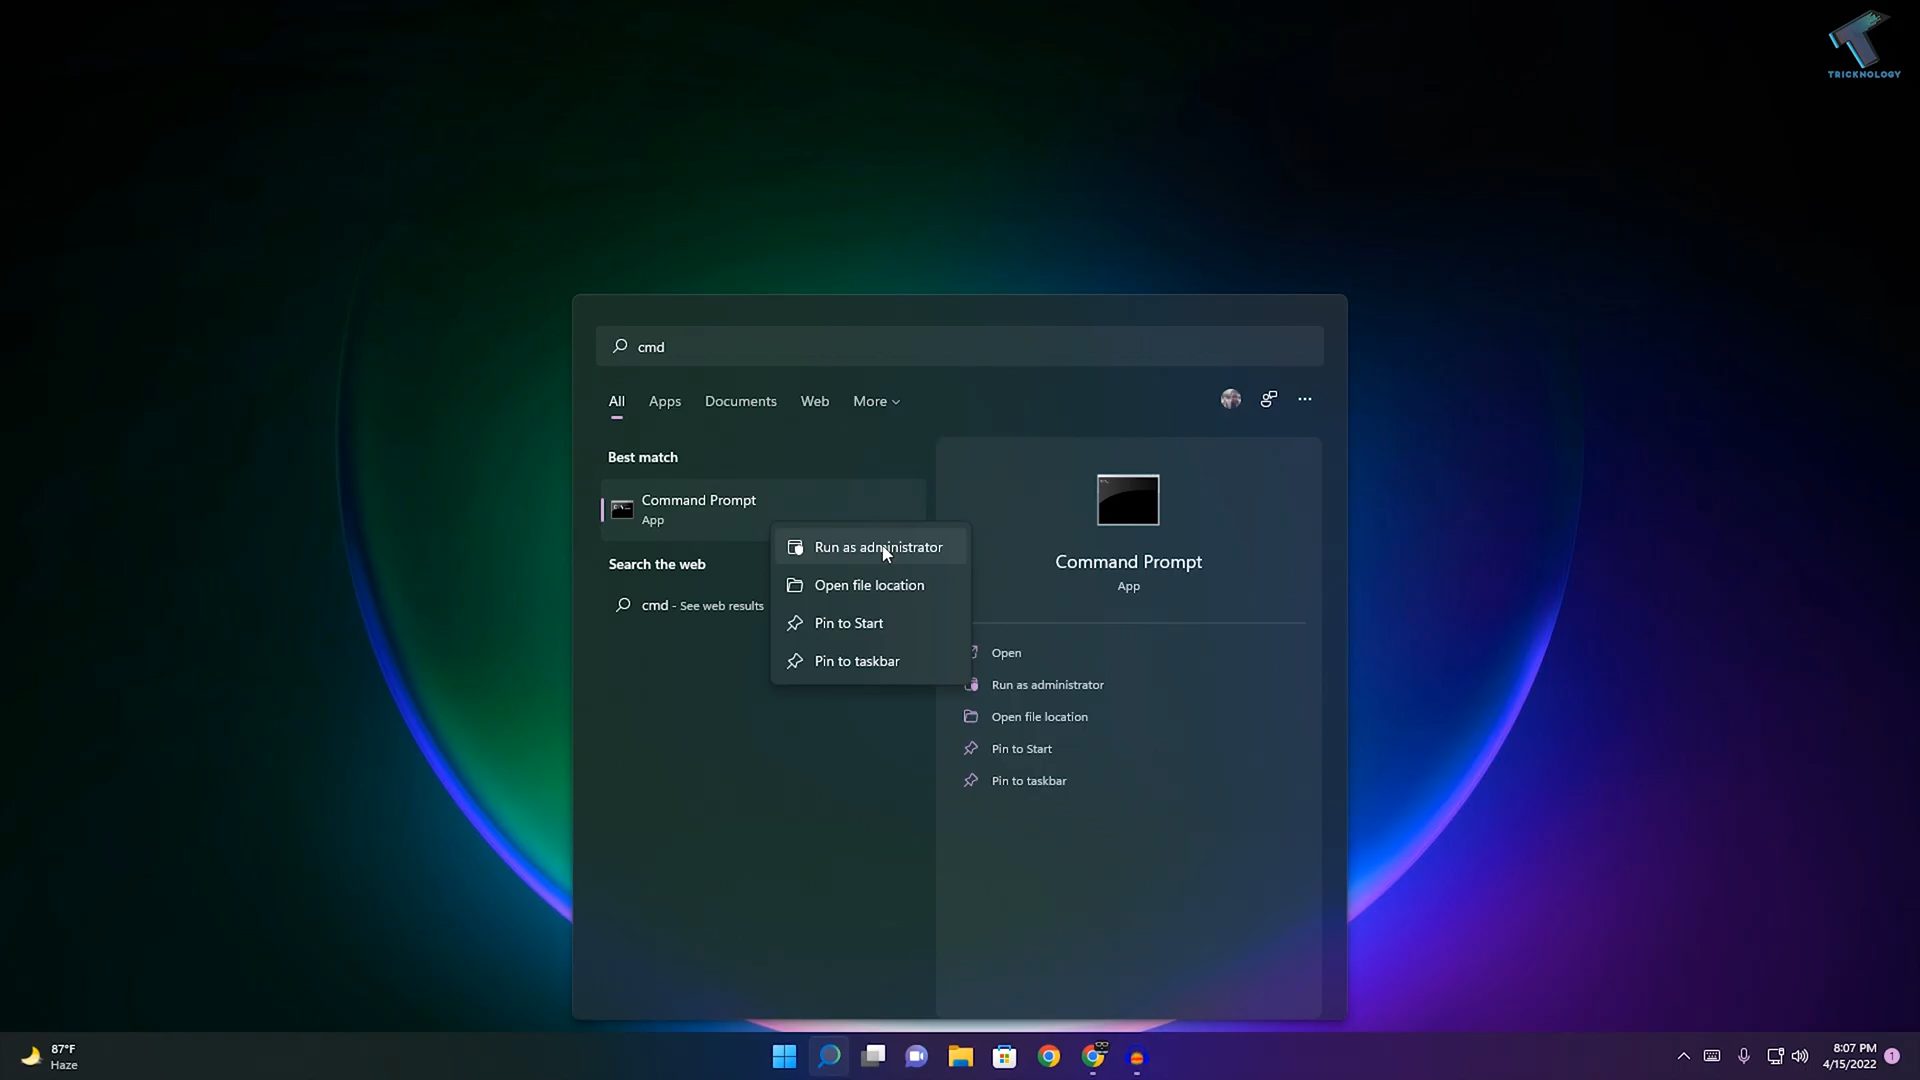 TRICKNOLOGY
cmd
All Apps Documents Web More
Best match
Command Prompt
App
Search the web
cmd - See web results
Run as administrator
Open file location
Pin to Start
Pin to taskbar
Command Prompt
App
Open
Run as administrator
Open file location
Pin to Start
Pin to taskbar
87°F
Haze
8:07 PM
4/15/2022
1